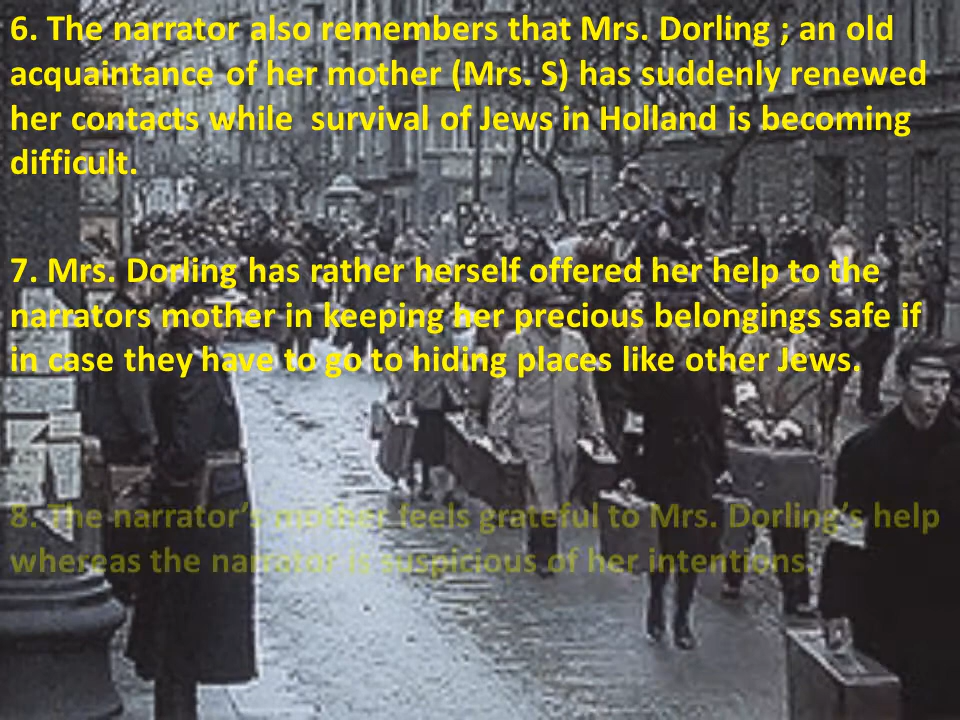 6. The narrator also remembers that Mrs. Dorling ; an old
acquaintance of her mother (Mrs. S) has suddenly renewed
her contacts while  survival of Jews in Holland is becoming
difficult.
7. Mrs. Dorling has rather herself offered her help to the
narrators mother in keeping her precious belongings safe if
in case they have to go to hiding places like other Jews.
8. The narrator's mother feels grateful to Mrs. Dorling's help
whereas the narrator is suspicious of her intentions.